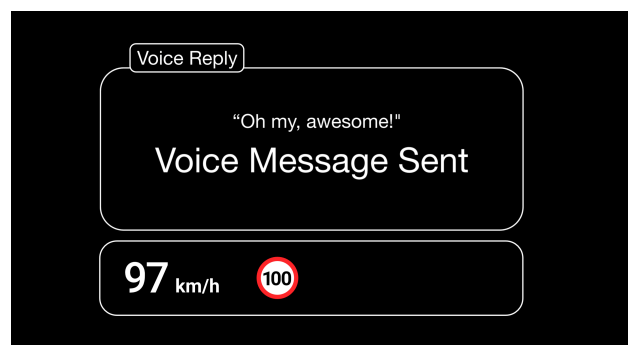 Voice Reply
“Oh my, awesome!"
Voice Message Sent
97 km/h 100